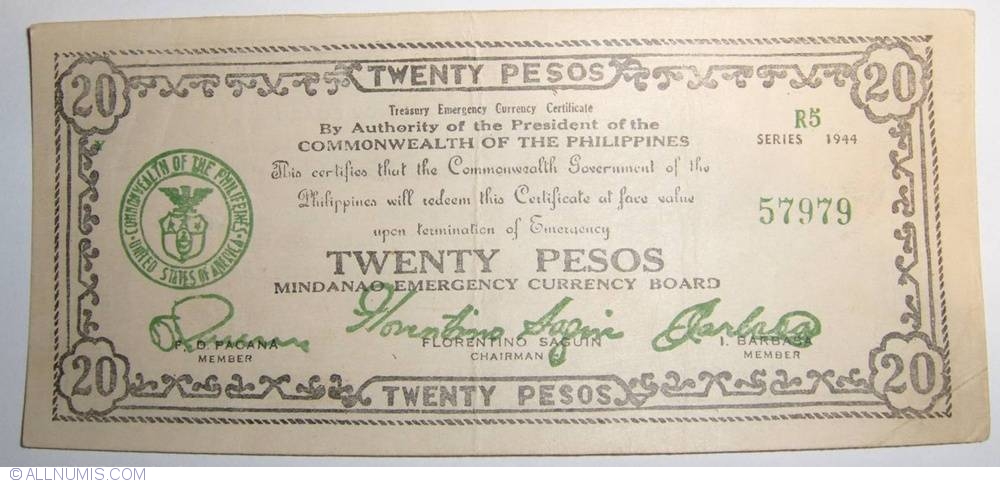 TWENTY PESOS
20 20
Treasury Emergency Currency Certificate
By Authority of the President of the
COMMONWEALTH OF THE PHILIPPINES
R5
SERIES 1944
This certifies that the Commonwealth Government of the
Philippines will redeem this Certificate at face value
upon termination of Emergency
57979
COMMONWEALTH OF THE PHILIPPINES
UNITED STATES OF AMERICA
TWENTY PESOS
MINDANAO EMERGENCY CURRENCY BOARD
Florentino Saguin
F. D. PACANA
MEMBER
FLORENTINO SAGUIN
CHAIRMAN
I. BARBASA
MEMBER
20 20
TWENTY PESOS
© ALLNUMIS.COM